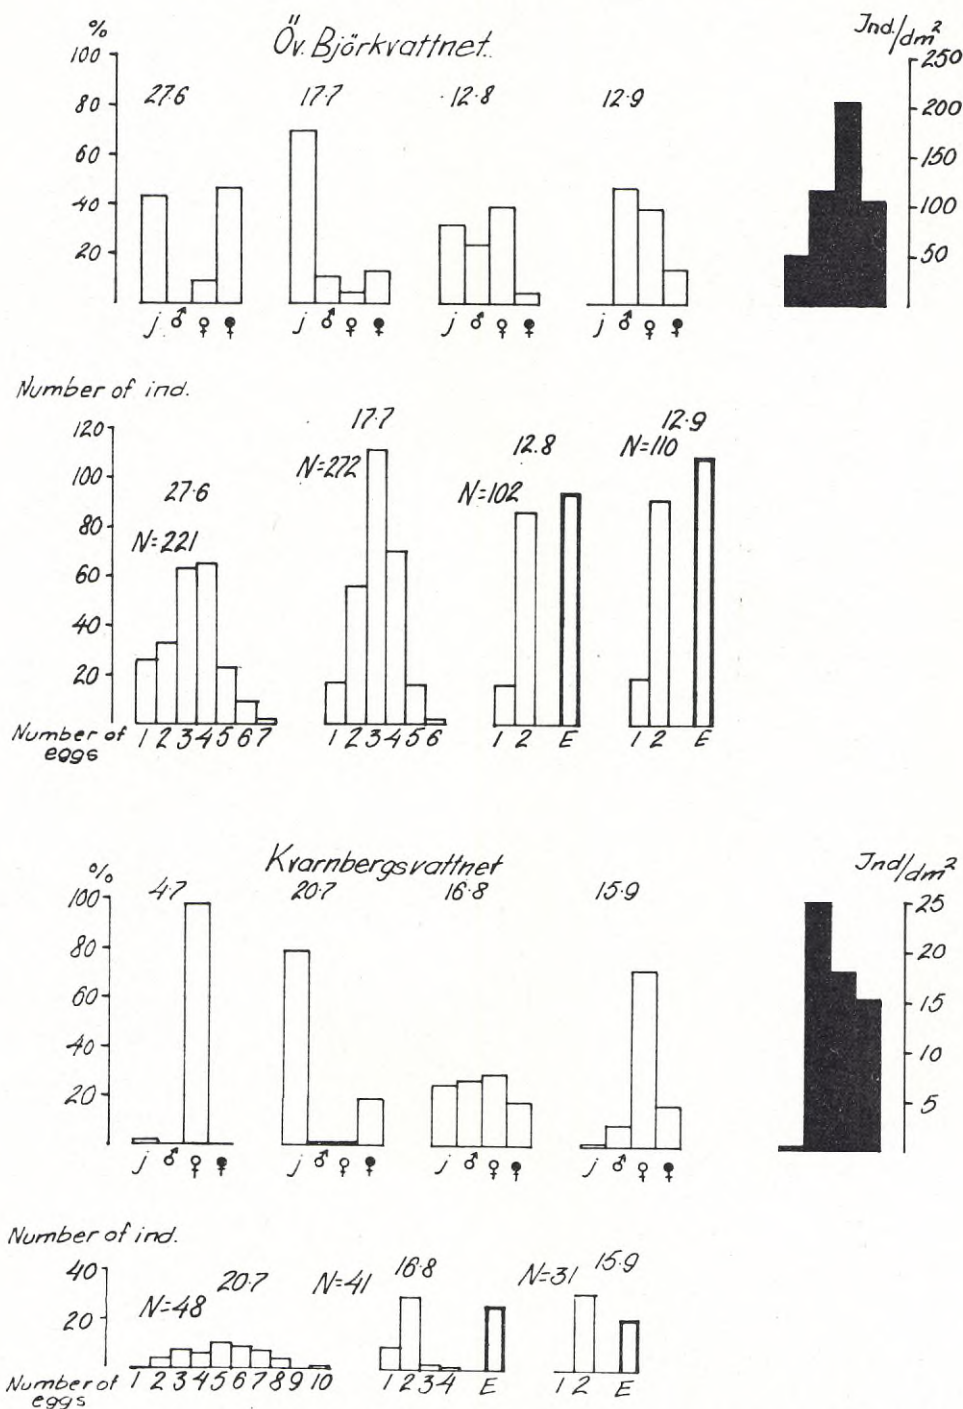 % Öv. Björkvattnet. Ind/dm²
100 250
27·6 17·7 12·8 12·9
80 200
60 150
40 100
20 50
j ♂ ♀ ♀ j ♂ ♀ ♀ j ♂ ♀ ♀ j ♂ ♀ ♀
Number of ind.
17·7 12·9
120
N=272 12.8 N=110
100
27·6 N=102
80
N=221
60
40
20
Number of eggs 1 2 3 4 5 6 7 1 2 3 4 5 6 1 2 E 1 2 E
% Kvarnbergsvattnet Ind/dm²
4·7 20·7 16·8 15·9
100 25
80 20
60 15
40 10
20 5
j ♂ ♀ ♀ j ♂ ♀ ♀ j ♂ ♀ ♀ j ♂ ♀ ♀
Number of ind.
40 20·7 N=41 16·8 N=31 15·9
N=48
20
Number of eggs 1 2 3 4 5 6 7 8 9 10 1 2 3 4 E 1 2 E